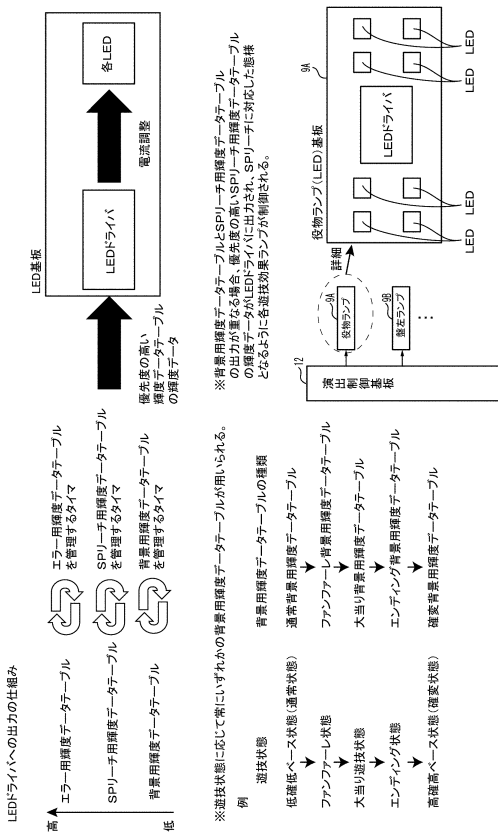 LEDドライバへの出力の仕組み
高
低
エラー用輝度データテーブル
SPリーチ用輝度データテーブル
背景用輝度データテーブル
エラー用輝度データテーブル
を管理するタイマ
SPリーチ用輝度データテーブル
を管理するタイマ
背景用輝度データテーブル
を管理するタイマ
優先度の高い
輝度データテーブル
の輝度データ
LED基板
LEDドライバ
電流調整
各LED
※遊技状態に応じて常にいずれかの背景用輝度データテーブルが用いられる。
例
遊技状態
背景用輝度データテーブルの種類
低確低ベース状態(通常状態)
通常背景用輝度データテーブル
ファンファーレ状態
ファンファーレ背景用輝度データテーブル
大当り遊技状態
大当り背景用輝度データテーブル
エンディング状態
エンディング背景用輝度データテーブル
高確高ベース状態(確変状態)
確変背景用輝度データテーブル
※背景用輝度データテーブルとSPリーチ用輝度データテーブル
の出力が重なる場合、優先度の高いSPリーチ用輝度データテーブル
の輝度データがLEDドライバに出力され、SPリーチに対応した態様
となるように各遊技効果ランプが制御される。
12
演出制御基板
9A
役物ランプ
9B
盤左ランプ
⋮
詳細
役物ランプ(LED)基板
9A
LEDドライバ
LED
LED
LED
LED